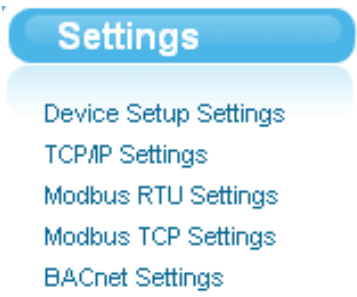 Settings
Device Setup Settings
TCP/IP Settings
Modbus RTU Settings
Modbus TCP Settings
BACnet Settings